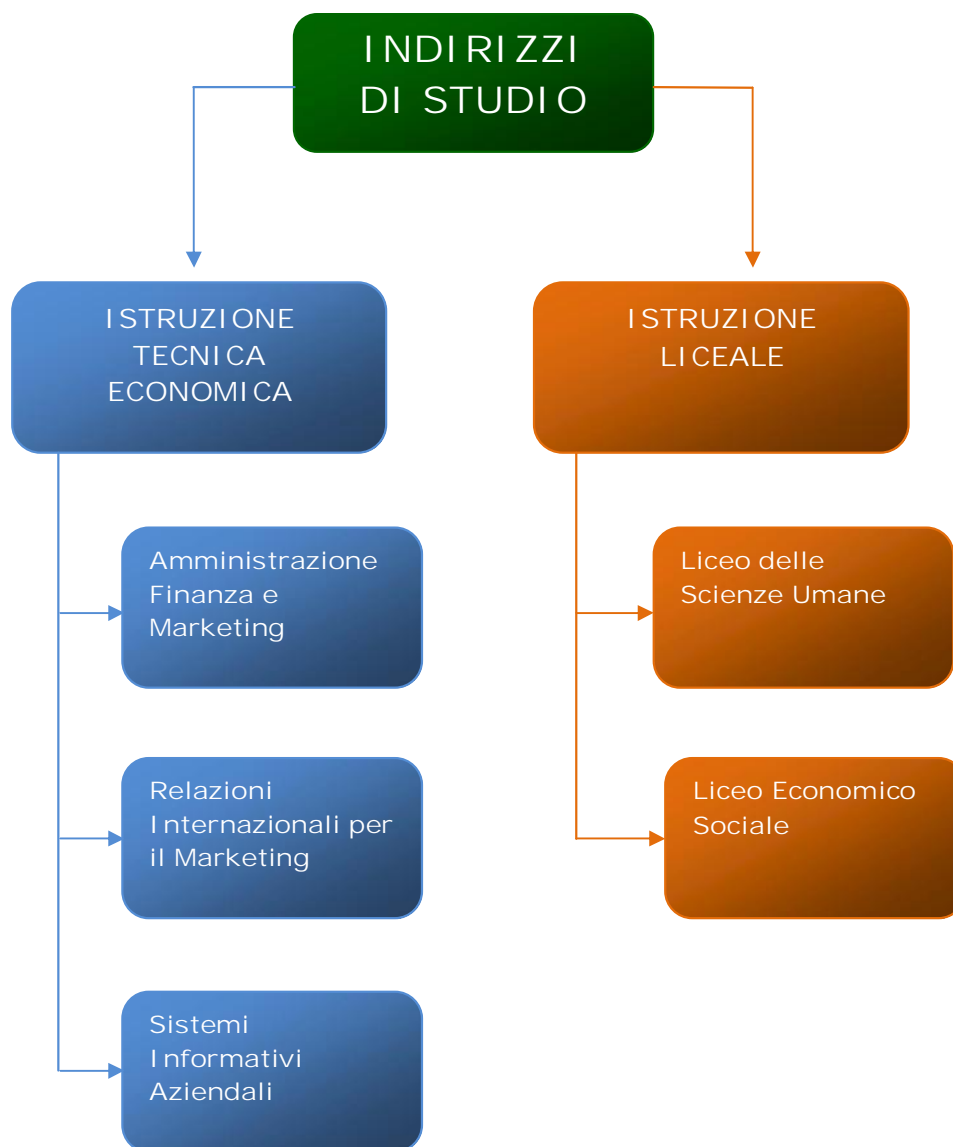 INDIRIZZI
DI STUDIO
ISTRUZIONE
TECNICA
ECONOMICA
Amministrazione
Finanza e
Marketing
Relazioni
Internazionali per
il Marketing
Sistemi
Informativi
Aziendali
ISTRUZIONE
LICEALE
Liceo delle
Scienze Umane
Liceo Economico
Sociale